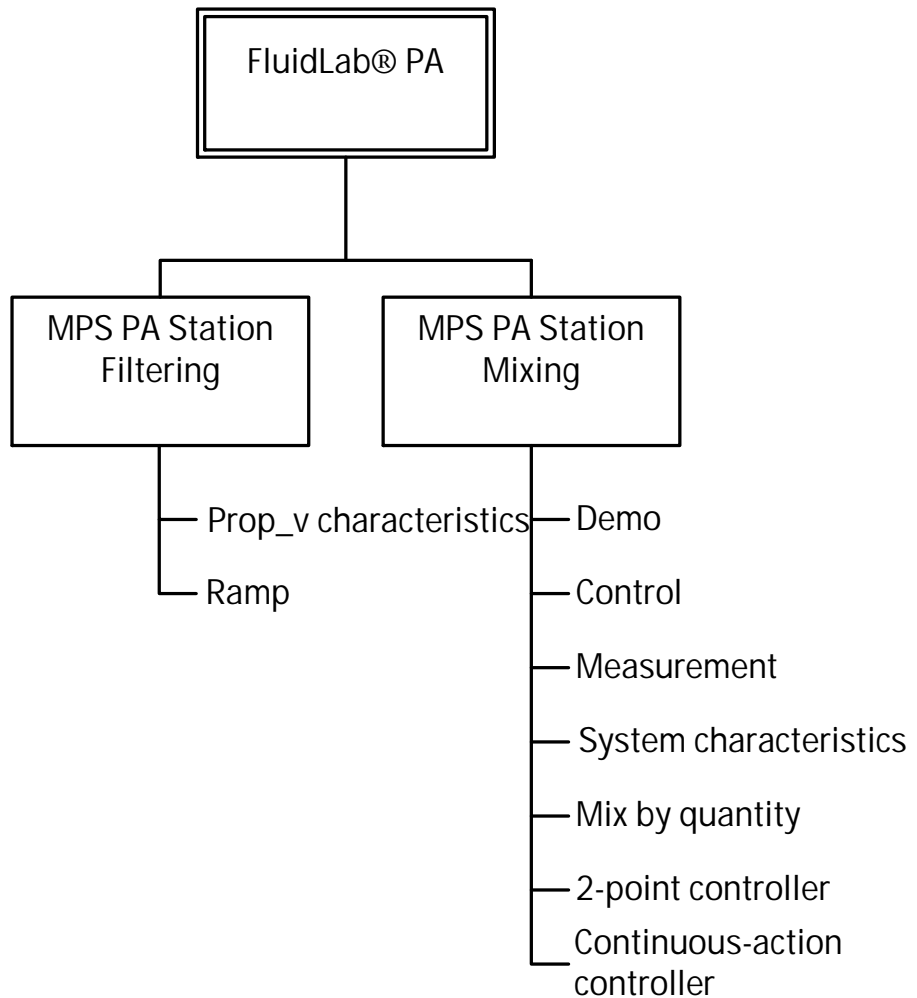 FluidLab® PA
MPS PA Station
Filtering
Prop_v characteristics
Ramp
MPS PA Station
Mixing
Demo
Control
Measurement
System characteristics
Mix by quantity
2-point controller
Continuous-action
controller